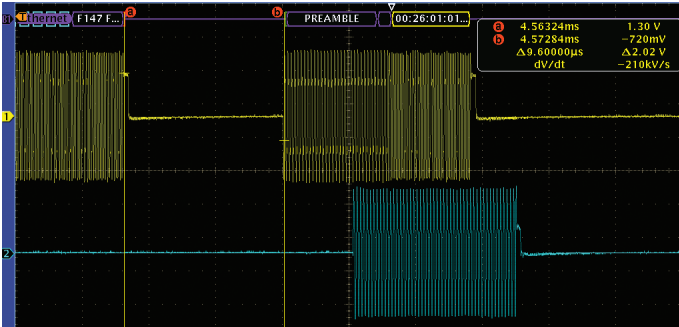 B1 Ethernet F147 F... a b PREAMBLE 00:26:01:01...
a 4.56324ms 1.30 V
b 4.57284ms −720mV
Δ9.60000µs Δ2.02 V
dV/dt −210kV/s
1
2